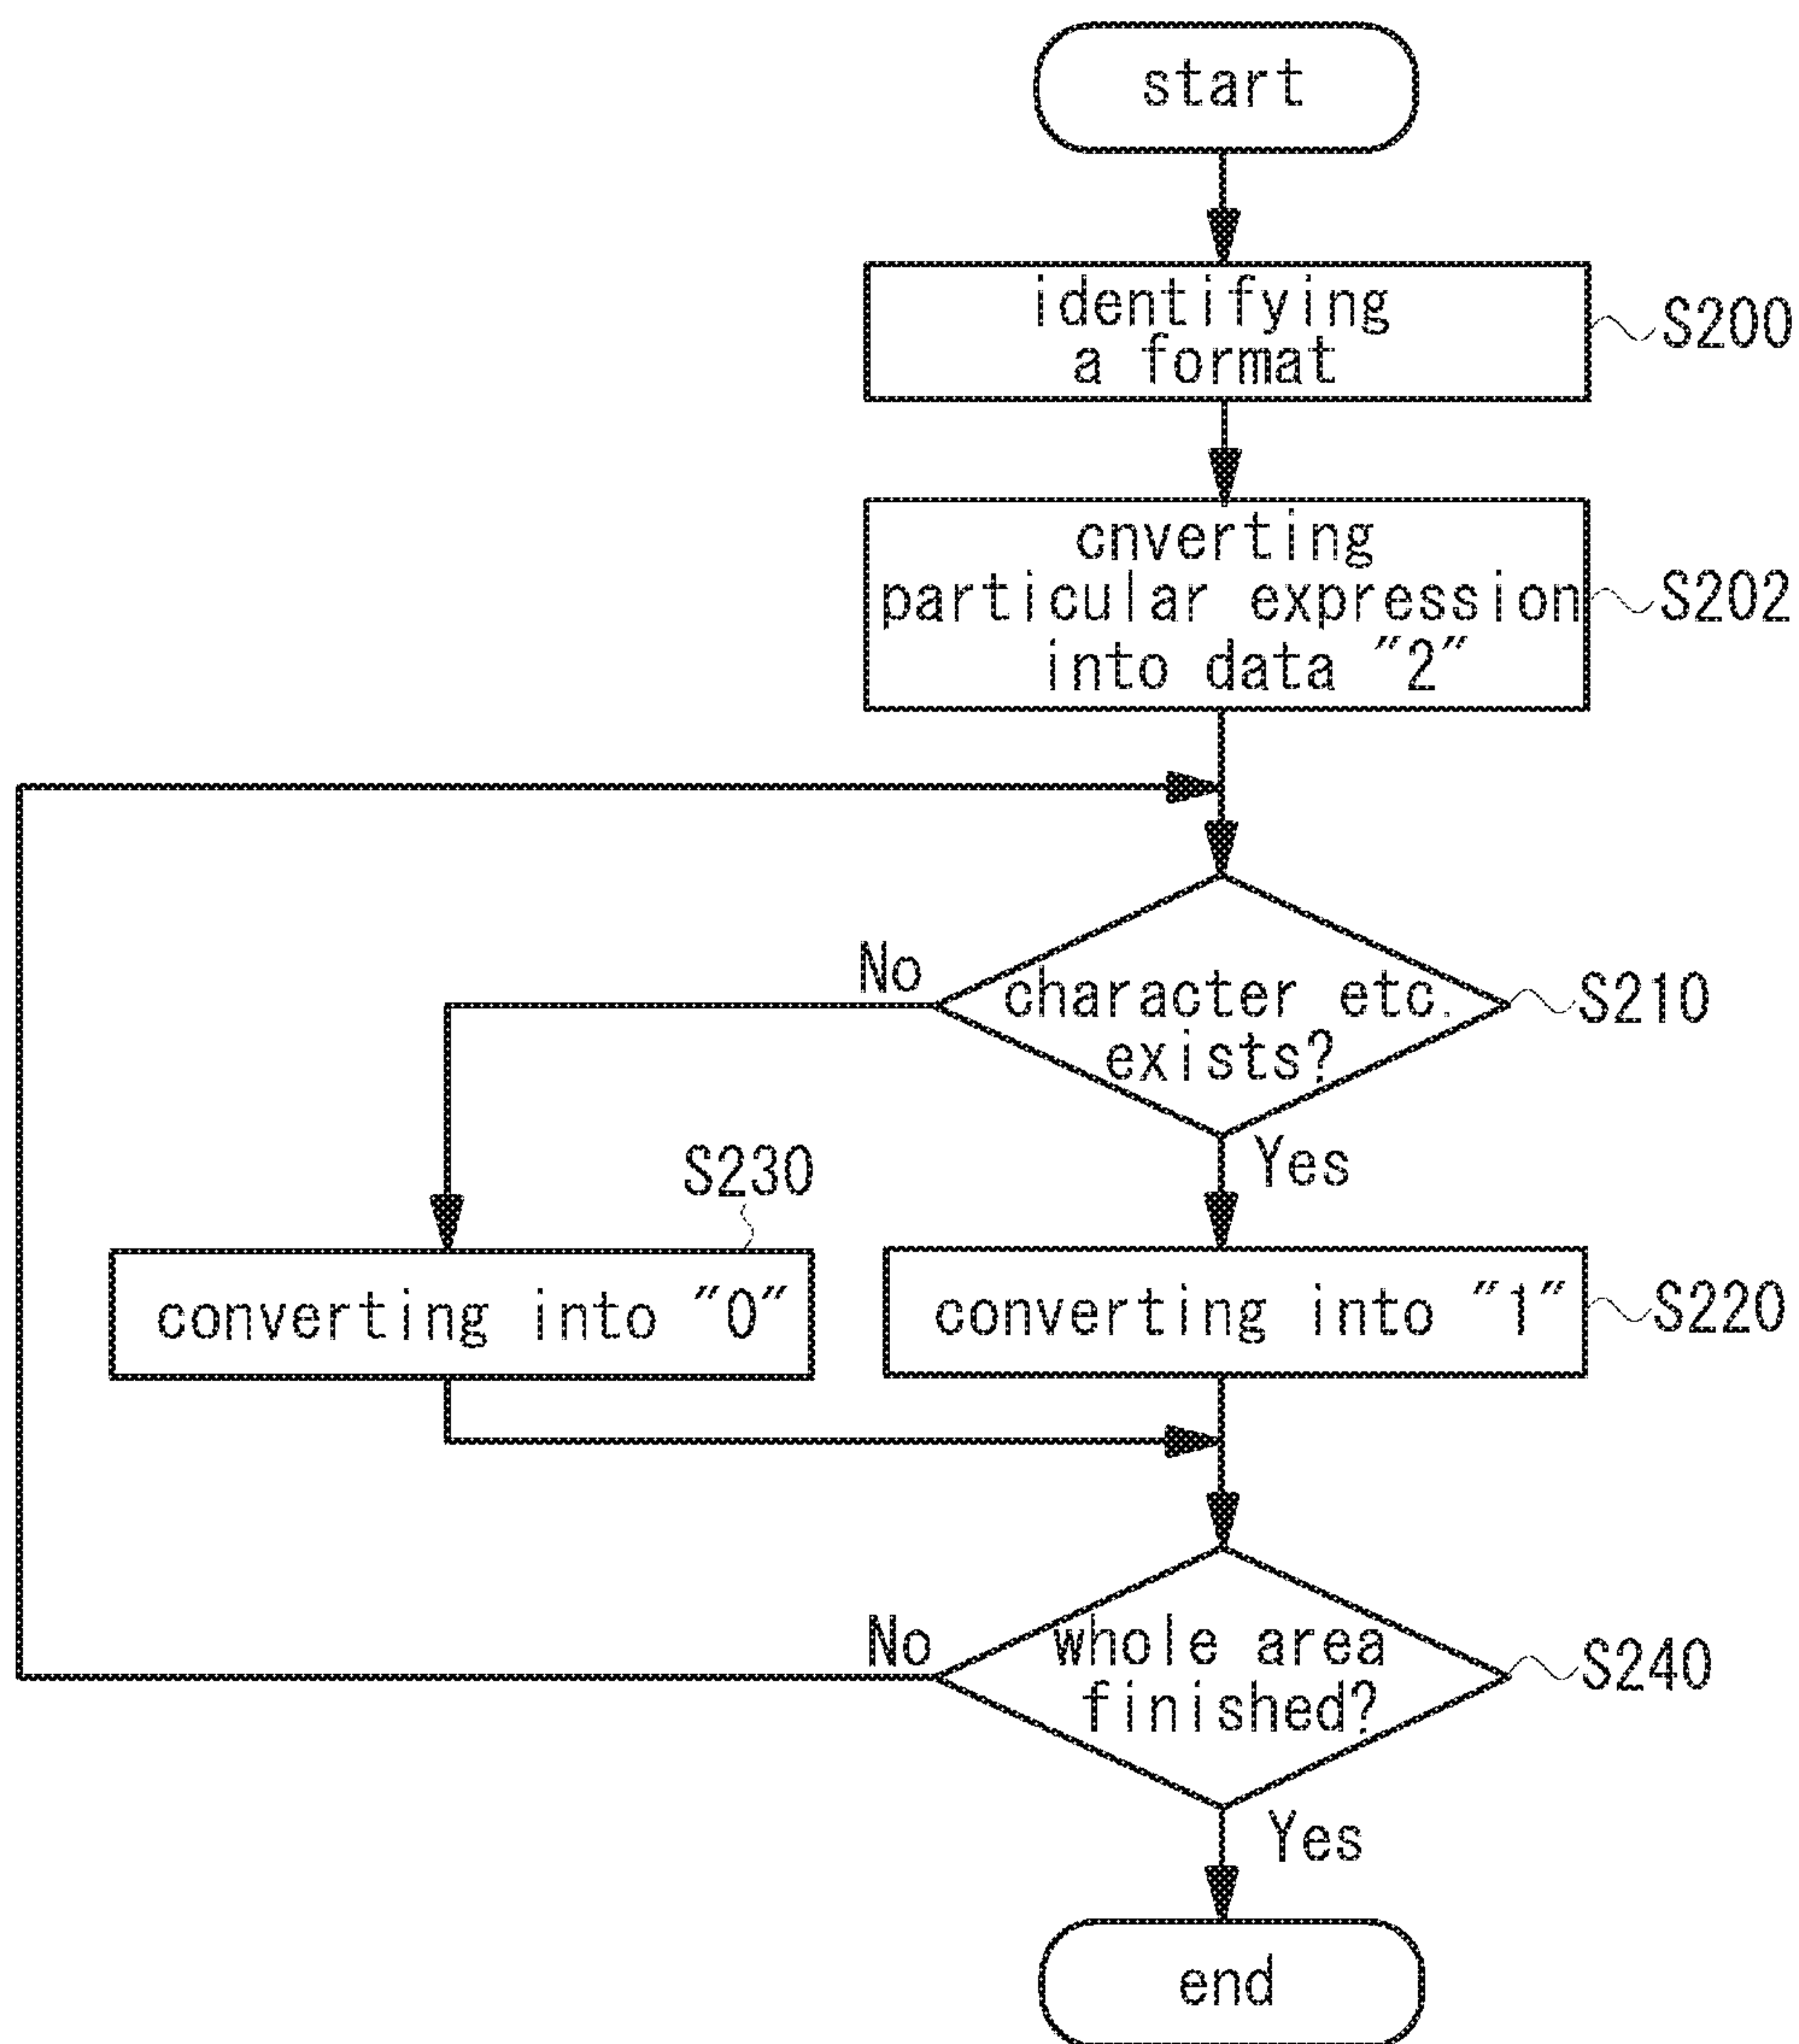 start
identifying
a format
S200
cnverting
particular expression
into data "2"
S202
No
character etc.
exists?
S210
Yes
S230
converting into "0"
converting into "1"
S220
No
whole area
finished?
S240
Yes
end